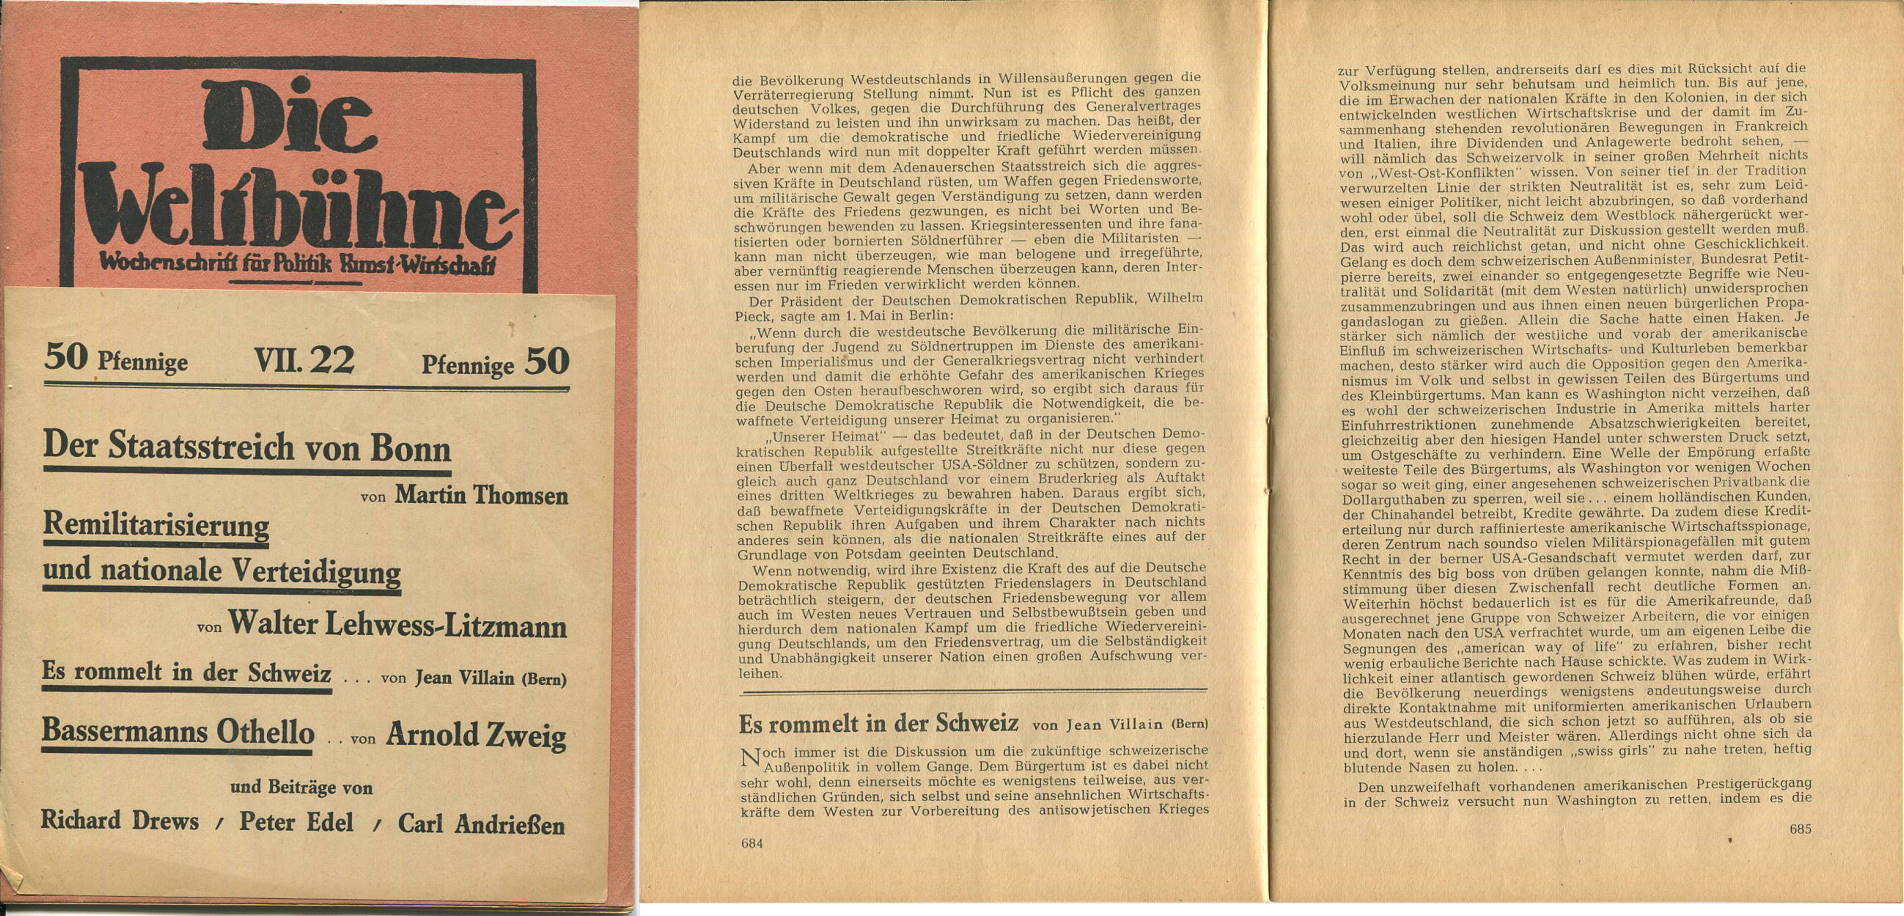 Die
Weltbühne
Wochenschrift für Politik Kunst-Wirtschaft
50 Pfennige VII. 22 Pfennige 50
Der Staatsstreich von Bonn
von Martin Thomsen
Remilitarisierung
und nationale Verteidigung
von Walter Lehwess-Litzmann
Es rommelt in der Schweiz . . . von Jean Villain (Bern)
Bassermanns Othello . . von Arnold Zweig
und Beiträge von
Richard Drews / Peter Edel / Carl Andrießen
die Bevölkerung Westdeutschlands in Willensäußerungen gegen die
Verräterregierung Stellung nimmt. Nun ist es Pflicht des ganzen
deutschen Volkes, gegen die Durchführung des Generalvertrages
Widerstand zu leisten und ihn unwirksam zu machen. Das heißt, der
Kampf um die demokratische und friedliche Wiedervereinigung
Deutschlands wird nun mit doppelter Kraft geführt werden müssen.
Aber wenn mit dem Adenauerschen Staatsstreich sich die aggres-
siven Kräfte in Deutschland rüsten, um Waffen gegen Friedensworte,
um militärische Gewalt gegen Verständigung zu setzen, dann werden
die Kräfte des Friedens gezwungen, es nicht bei Worten und Be-
schwörungen bewenden zu lassen. Kriegsinteressenten und ihre fana-
tisierten oder bornierten Söldnerführer — eben die Militaristen —
kann man nicht überzeugen, wie man belogene und irregeführte,
aber vernünftig reagierende Menschen überzeugen kann, deren Inter-
essen nur im Frieden verwirklicht werden können.
Der Präsident der Deutschen Demokratischen Republik, Wilhelm
Pieck, sagte am 1. Mai in Berlin:
„Wenn durch die westdeutsche Bevölkerung die militärische Ein-
berufung der Jugend zu Söldnertruppen im Dienste des amerikani-
schen Imperialismus und der Generalkriegsvertrag nicht verhindert
werden und damit die erhöhte Gefahr des amerikanischen Krieges
gegen den Osten heraufbeschworen wird, so ergibt sich daraus für
die Deutsche Demokratische Republik die Notwendigkeit, die be-
waffnete Verteidigung unserer Heimat zu organisieren."
„Unserer Heimat" — das bedeutet, daß in der Deutschen Demo-
kratischen Republik aufgestellte Streitkräfte nicht nur diese gegen
einen Überfall westdeutscher USA-Söldner zu schützen, sondern zu-
gleich auch ganz Deutschland vor einem Bruderkrieg als Auftakt
eines dritten Weltkrieges zu bewahren haben. Daraus ergibt sich,
daß bewaffnete Verteidigungskräfte in der Deutschen Demokrati-
schen Republik ihren Aufgaben und ihrem Charakter nach nichts
anderes sein können, als die nationalen Streitkräfte eines auf der
Grundlage von Potsdam geeinten Deutschland.
Wenn notwendig, wird ihre Existenz die Kraft des auf die Deutsche
Demokratische Republik gestützten Friedenslagers in Deutschland
beträchtlich steigern, der deutschen Friedensbewegung vor allem
auch im Westen neues Vertrauen und Selbstbewußtsein geben und
hierdurch dem nationalen Kampf um die friedliche Wiedervereini-
gung Deutschlands, um den Friedensvertrag, um die Selbständigkeit
und Unabhängigkeit unserer Nation einen großen Aufschwung ver-
leihen.
Es rommelt in der Schweiz von Jean Villain (Bern)
Noch immer ist die Diskussion um die zukünftige schweizerische
Außenpolitik in vollem Gange. Dem Bürgertum ist es dabei nicht
sehr wohl, denn einerseits möchte es wenigstens teilweise, aus ver-
ständlichen Gründen, sich selbst und seine ansehnlichen Wirtschafts-
kräfte dem Westen zur Vorbereitung des antisowjetischen Krieges
684
zur Verfügung stellen, andrerseits darf es dies mit Rücksicht auf die
Volksmeinung nur sehr behutsam und heimlich tun. Bis auf jene,
die im Erwachen der nationalen Kräfte in den Kolonien, in der sich
entwickelnden westlichen Wirtschaftskrise und der damit im Zu-
sammenhang stehenden revolutionären Bewegungen in Frankreich
und Italien, ihre Dividenden und Anlagewerte bedroht sehen, —
will nämlich das Schweizervolk in seiner großen Mehrheit nichts
von „West-Ost-Konflikten" wissen. Von seiner tief in der Tradition
verwurzelten Linie der strikten Neutralität ist es, sehr zum Leid-
wesen einiger Politiker, nicht leicht abzubringen, so daß vorderhand
wohl oder übel, soll die Schweiz dem Westblock nähergerückt wer-
den, erst einmal die Neutralität zur Diskussion gestellt werden muß.
Das wird auch reichlichst getan, und nicht ohne Geschicklichkeit.
Gelang es doch dem schweizerischen Außenminister, Bundesrat Petit-
pierre bereits, zwei einander so entgegengesetzte Begriffe wie Neu-
tralität und Solidarität (mit dem Westen natürlich) unwidersprochen
zusammenzubringen und aus ihnen einen neuen bürgerlichen Propa-
gandaslogan zu gießen. Allein die Sache hatte einen Haken. Je
stärker sich nämlich der westliche und vorab der amerikanische
Einfluß im schweizerischen Wirtschafts- und Kulturleben bemerkbar
machen, desto stärker wird auch die Opposition gegen den Amerika-
nismus im Volk und selbst in gewissen Teilen des Bürgertums und
des Kleinbürgertums. Man kann es Washington nicht verzeihen, daß
es wohl der schweizerischen Industrie in Amerika mittels harter
Einfuhrrestriktionen zunehmende Absatzschwierigkeiten bereitet,
gleichzeitig aber den hiesigen Handel unter schwersten Druck setzt,
um Ostgeschäfte zu verhindern. Eine Welle der Empörung erfaßte
weiteste Teile des Bürgertums, als Washington vor wenigen Wochen
sogar so weit ging, einer angesehenen schweizerischen Privatbank die
Dollarguthaben zu sperren, weil sie . . . einem holländischen Kunden,
der Chinahandel betreibt, Kredite gewährte. Da zudem diese Kredit-
erteilung nur durch raffinierteste amerikanische Wirtschaftsspionage,
deren Zentrum nach soundso vielen Militärspionagefällen mit gutem
Recht in der berner USA-Gesandschaft vermutet werden darf, zur
Kenntnis des big boss von drüben gelangen konnte, nahm die Miß-
stimmung über diesen Zwischenfall recht deutliche Formen an.
Weiterhin höchst bedauerlich ist es für die Amerikafreunde, daß
ausgerechnet jene Gruppe von Schweizer Arbeitern, die vor einigen
Monaten nach den USA verfrachtet wurde, um am eigenen Leibe die
Segnungen des „american way of life" zu erfahren, bisher recht
wenig erbauliche Berichte nach Hause schickte. Was zudem in Wirk-
lichkeit einer atlantisch gewordenen Schweiz blühen würde, erfährt
die Bevölkerung neuerdings wenigstens andeutungsweise durch
direkte Kontaktnahme mit uniformierten amerikanischen Urlaubern
aus Westdeutschland, die sich schon jetzt so aufführen, als ob sie
hierzulande Herr und Meister wären. Allerdings nicht ohne sich da
und dort, wenn sie anständigen „swiss girls" zu nahe treten, heftig
blutende Nasen zu holen. . . .
Den unzweifelhaft vorhandenen amerikanischen Prestigerückgang
in der Schweiz versucht nun Washington zu retten, indem es die
685